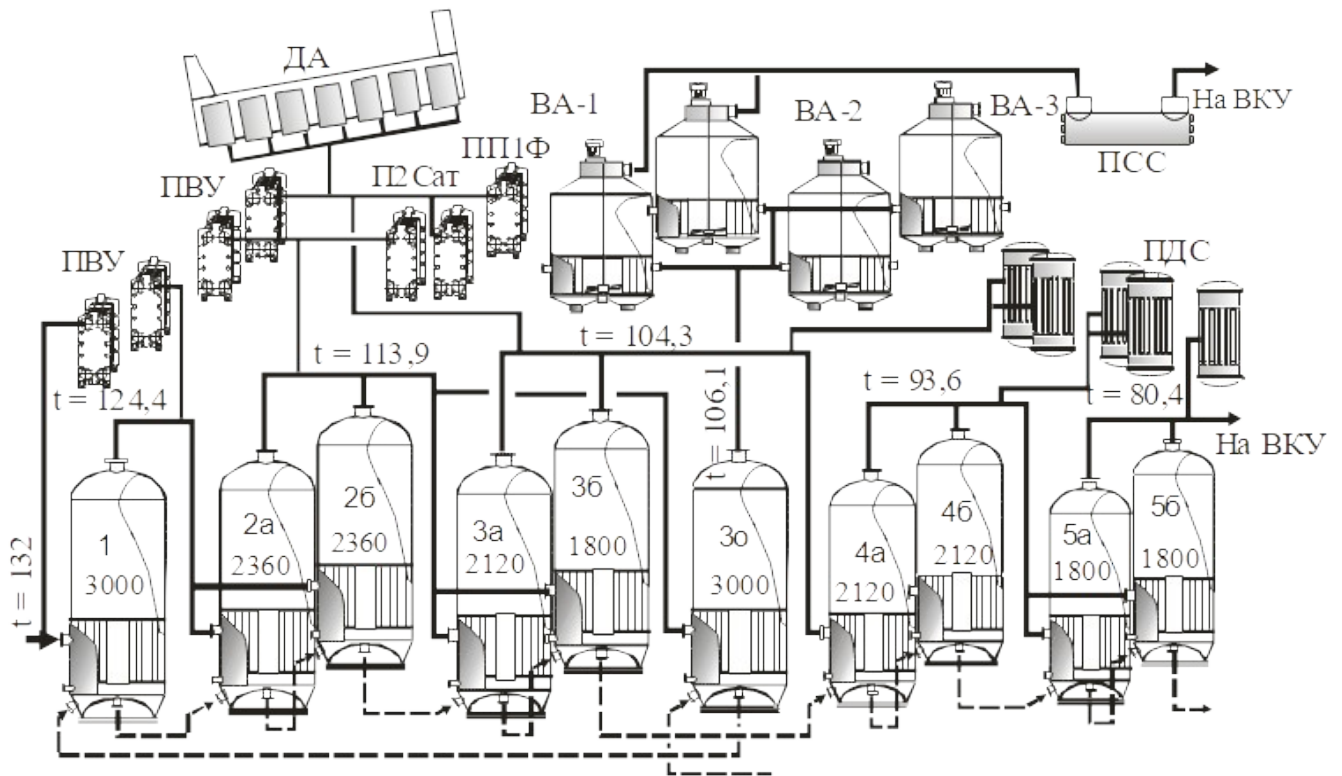 ДА
ВА-1
ВА-2
ВА-3
На ВКУ
ПСС
ПП1Ф
П2Сат
ПВУ
ПВУ
ПДС
t = 104,3
t = 113,9
t = 124,4
t = 106,1
t = 93,6
t = 80,4
На ВКУ
t = 132
1
3000
2а
2360
2б
2360
3а
2120
3б
1800
3о
3000
4а
2120
4б
2120
5а
1800
5б
1800